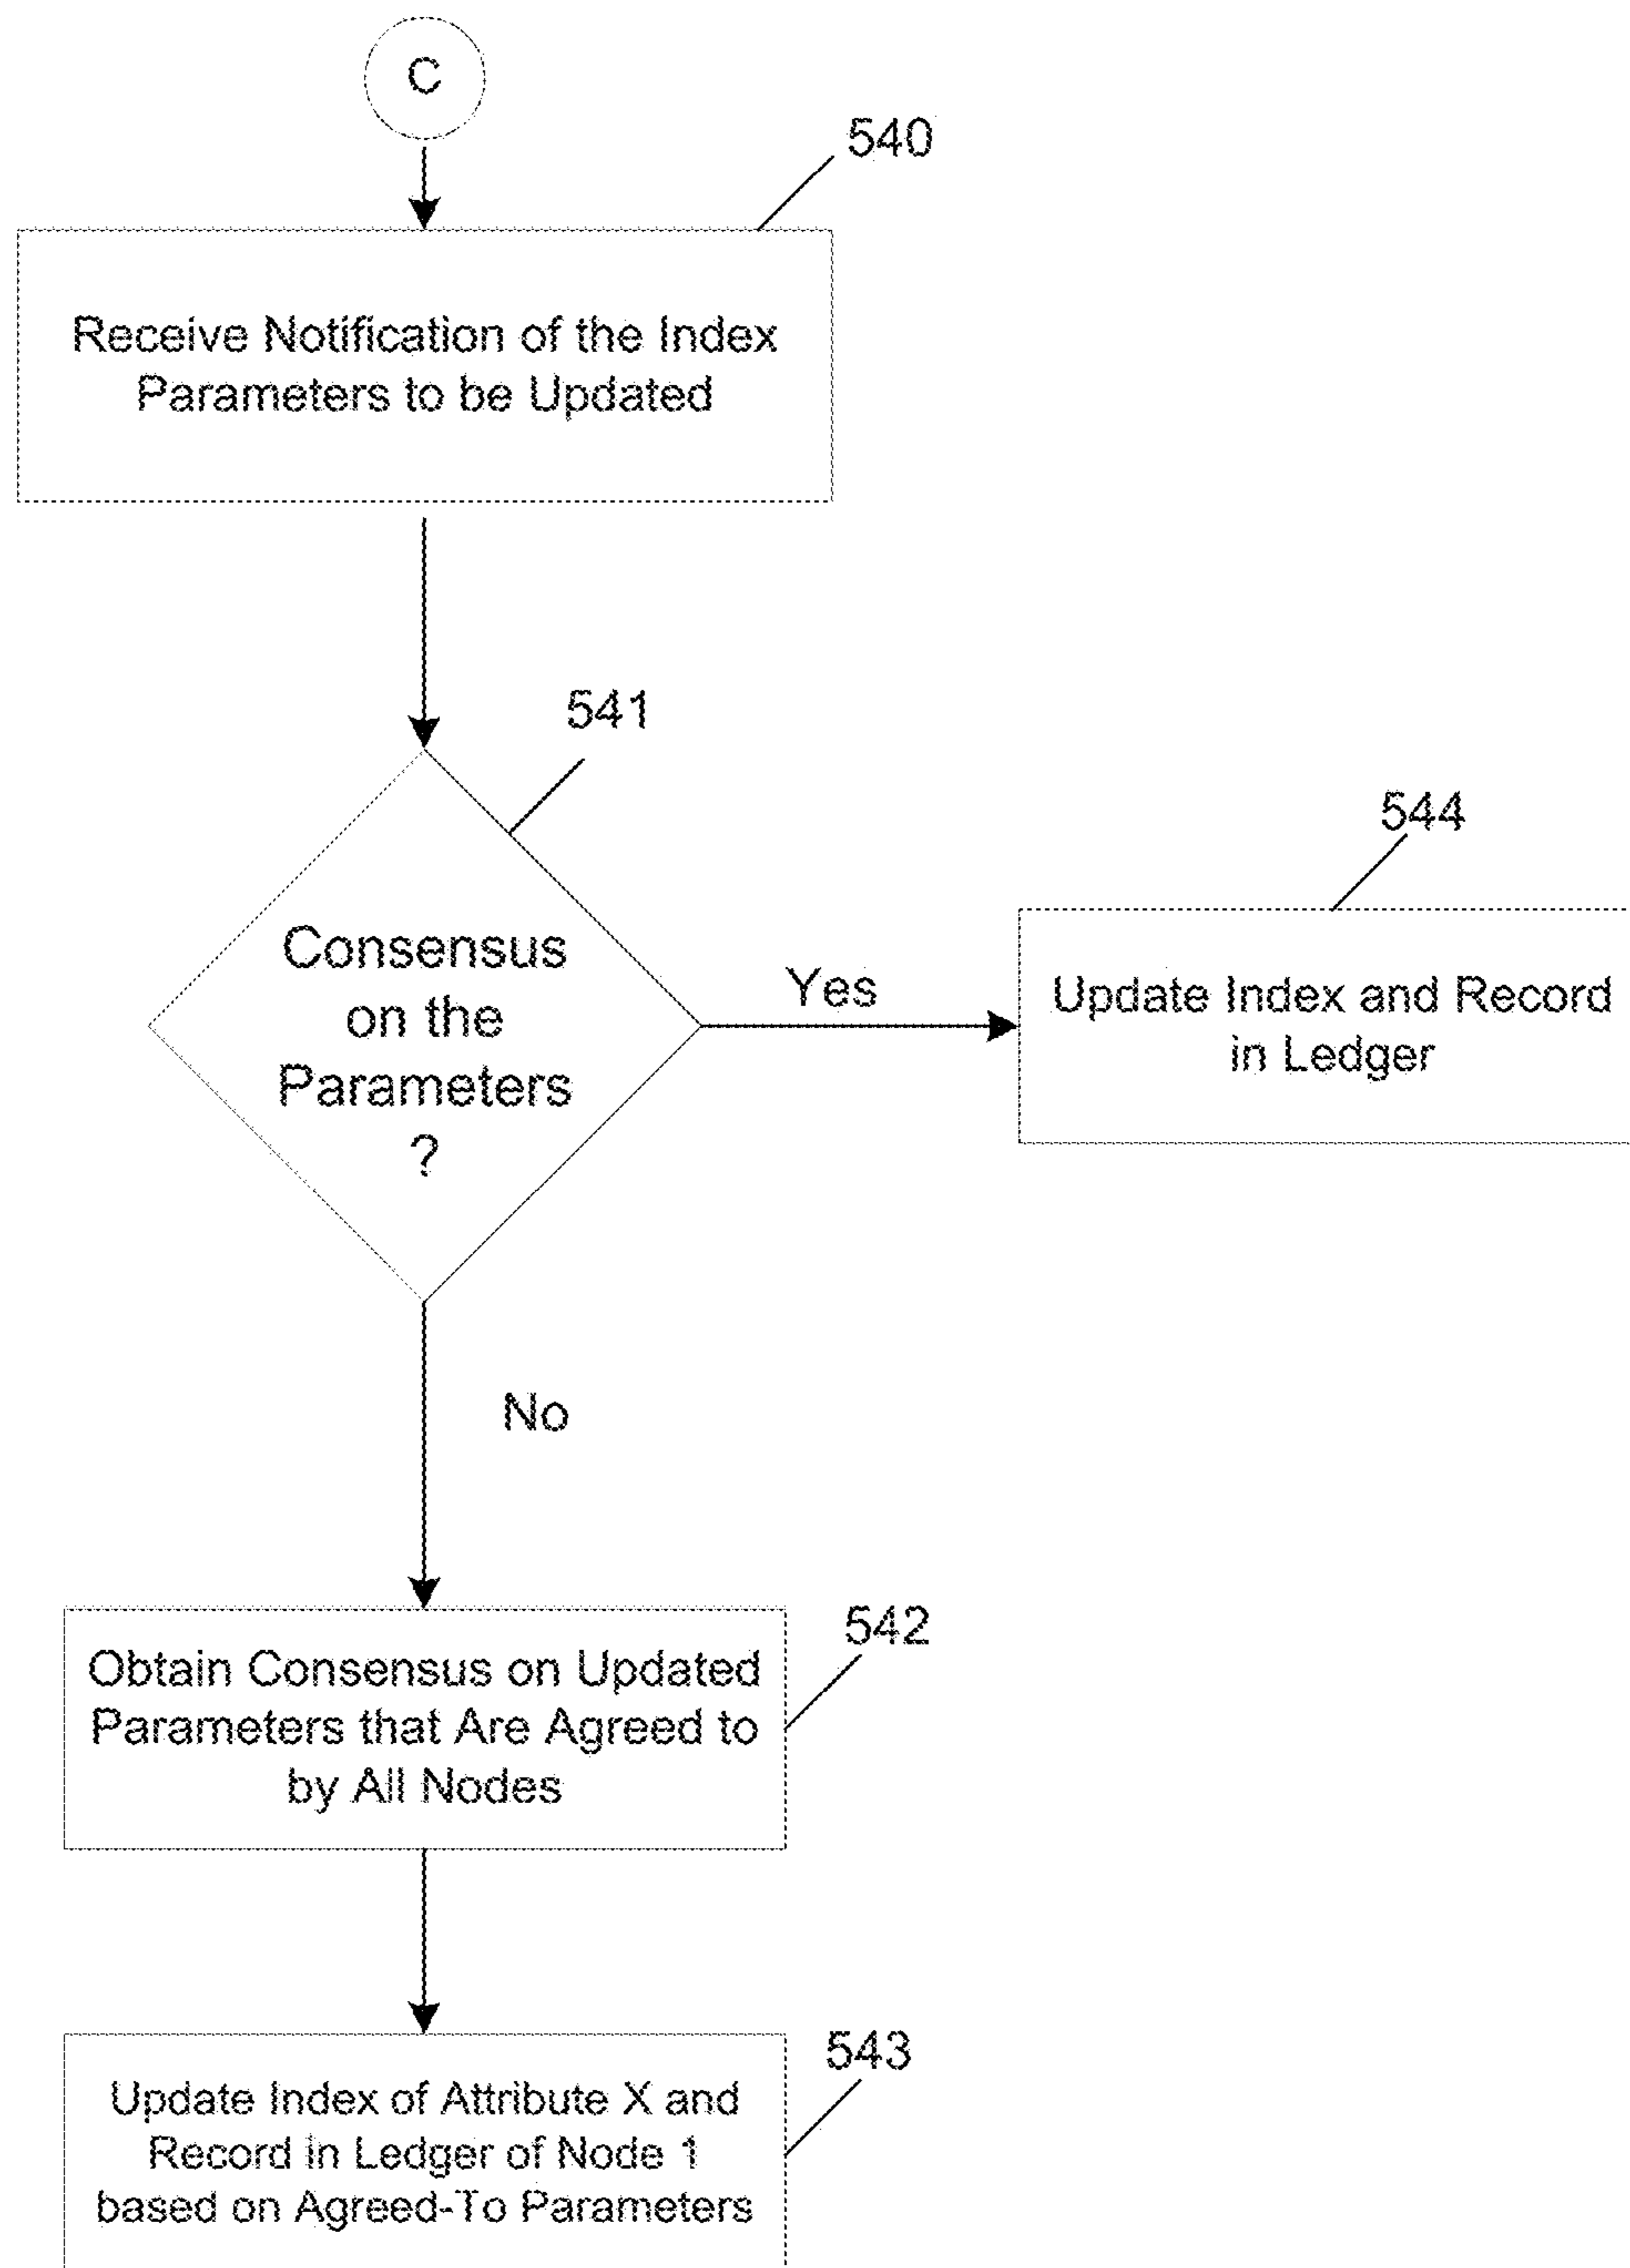 C
540
Receive Notification of the Index
Parameters to be Updated
541
Consensus
on the
Parameters
?
Yes
544
Update Index and Record
in Ledger
No
542
Obtain Consensus on Updated
Parameters that Are Agreed to
by All Nodes
543
Update Index of Attribute X and
Record in Ledger of Node 1
based on Agreed-To Parameters